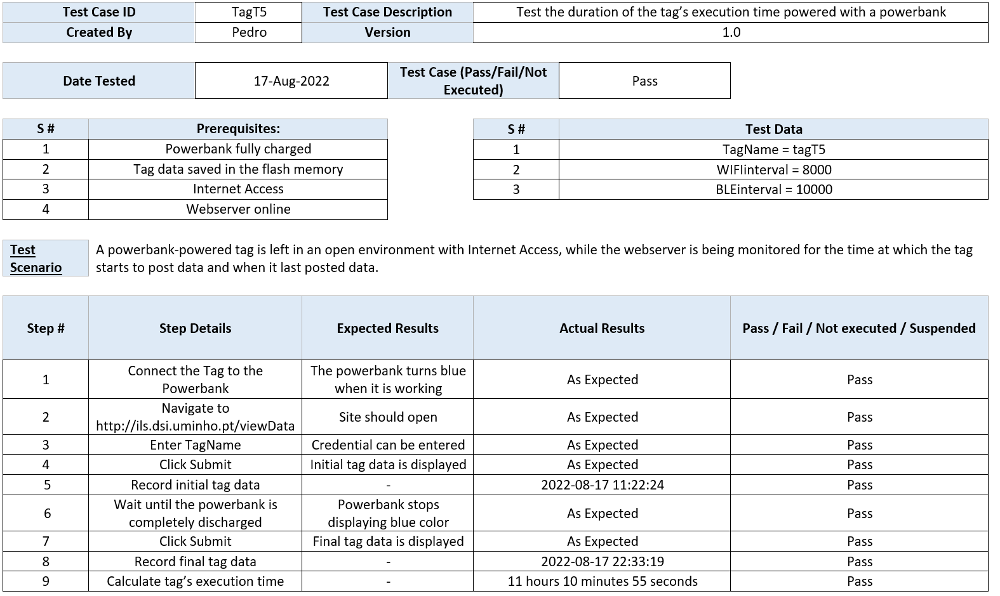 Test Case ID TagT5 Test Case Description Test the duration of the tag’s execution time powered with a powerbank
Created By Pedro Version 1.0
Date Tested 17-Aug-2022 Test Case (Pass/Fail/Not
Executed) Pass
S # Prerequisites:
1 Powerbank fully charged
2 Tag data saved in the flash memory
3 Internet Access
4 Webserver online
S # Test Data
1 TagName = tagT5
2 WIFIinterval = 8000
3 BLEinterval = 10000
Test
Scenario
A powerbank-powered tag is left in an open environment with Internet Access, while the webserver is being monitored for the time at which the tag
starts to post data and when it last posted data.
Step # Step Details Expected Results Actual Results Pass / Fail / Not executed / Suspended
1 Connect the Tag to the
Powerbank
The powerbank turns blue
when it is working
As Expected Pass
2 Navigate to
http://ils.dsi.uminho.pt/viewData
Site should open As Expected Pass
3 Enter TagName Credential can be entered As Expected Pass
4 Click Submit Initial tag data is displayed As Expected Pass
5 Record initial tag data - 2022-08-17 11:22:24 Pass
6 Wait until the powerbank is
completely discharged
Powerbank stops
displaying blue color
As Expected Pass
7 Click Submit Final tag data is displayed As Expected Pass
8 Record final tag data - 2022-08-17 22:33:19 Pass
9 Calculate tag’s execution time - 11 hours 10 minutes 55 seconds Pass